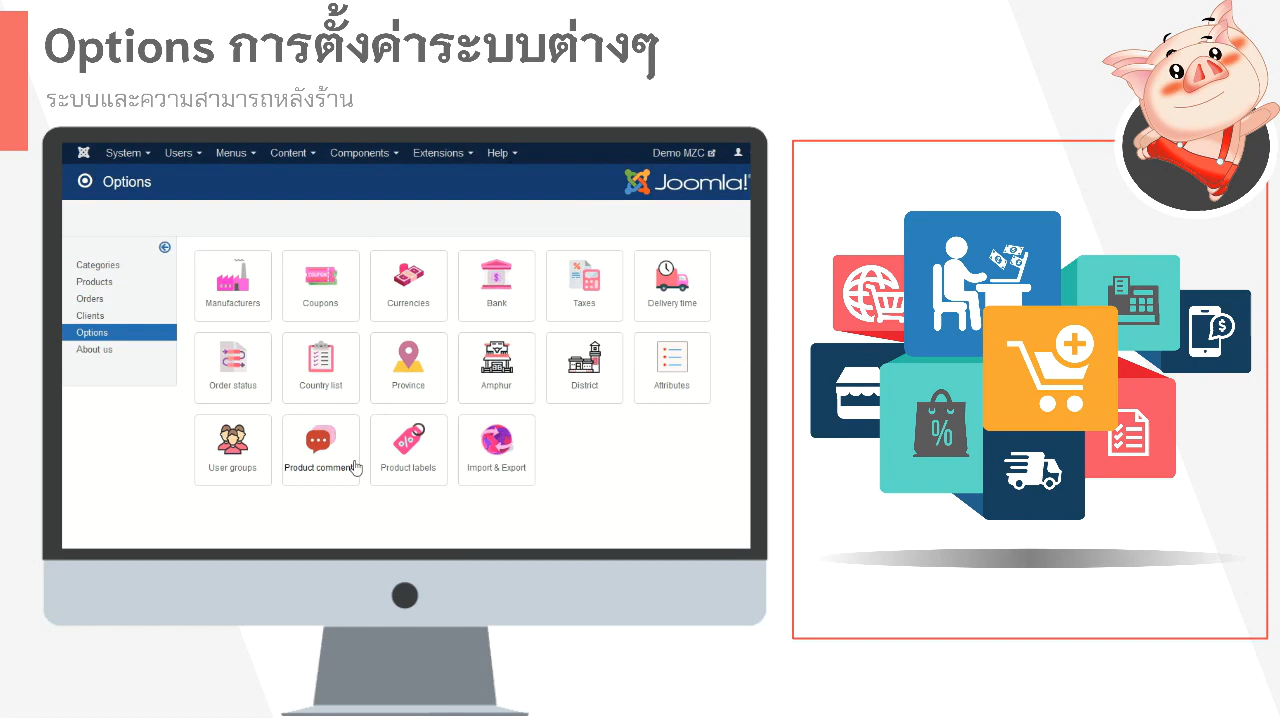 Options การตั้งค่าระบบต่างๆ
ระบบและความสามารถหลังร้าน
System Users Menus Content Components Extensions Help Demo MZC
Options Joomla!
Categories
Products
Orders
Clients
Options
About us
Manufacturers Coupons Currencies Bank Taxes Delivery time
Order status Country list Province Amphur District Attributes
User groups Product comment Product labels Import & Export
COUPON
$
%
$